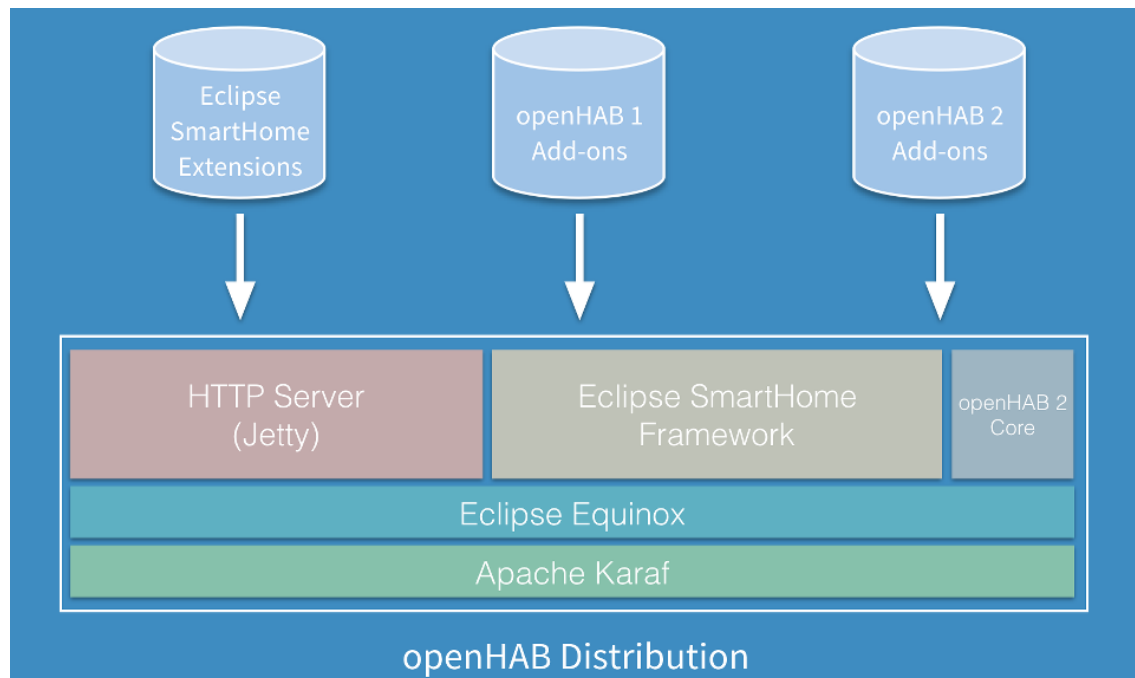 Eclipse
SmartHome
Extensions
openHAB 1
Add-ons
openHAB 2
Add-ons
HTTP Server
(Jetty)
Eclipse SmartHome
Framework
openHAB 2
Core
Eclipse Equinox
Apache Karaf
openHAB Distribution